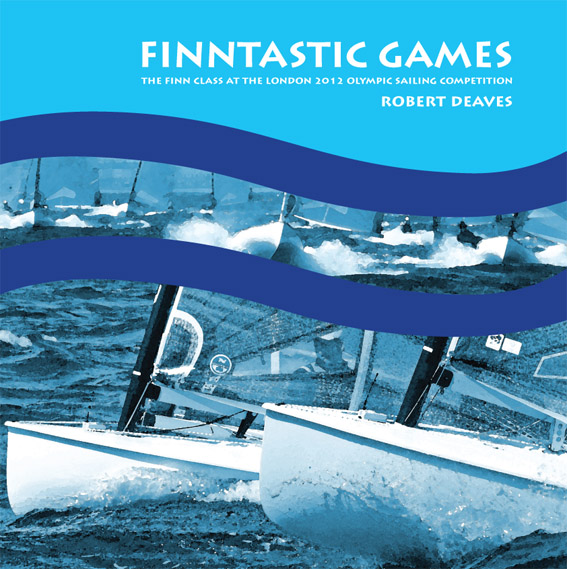 FINNTASTIC GAMES
THE FINN CLASS AT THE LONDON 2012 OLYMPIC SAILING COMPETITION
ROBERT DEAVES